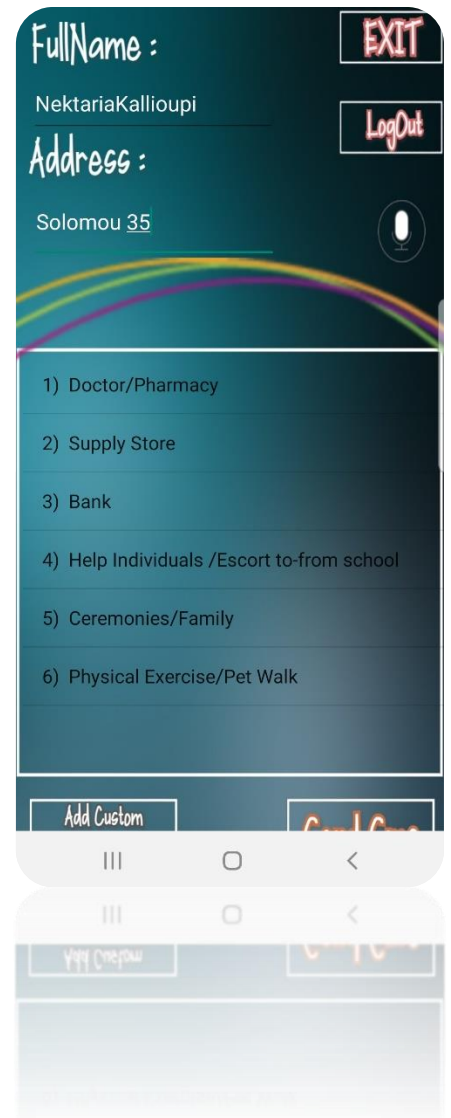 FullName :
EXIT
NektariaKallioupi
LogOut
Address :
Solomou 35
1) Doctor/Pharmacy
2) Supply Store
3) Bank
4) Help Individuals /Escort to-from school
5) Ceremonies/Family
6) Physical Exercise/Pet Walk
Add Custom